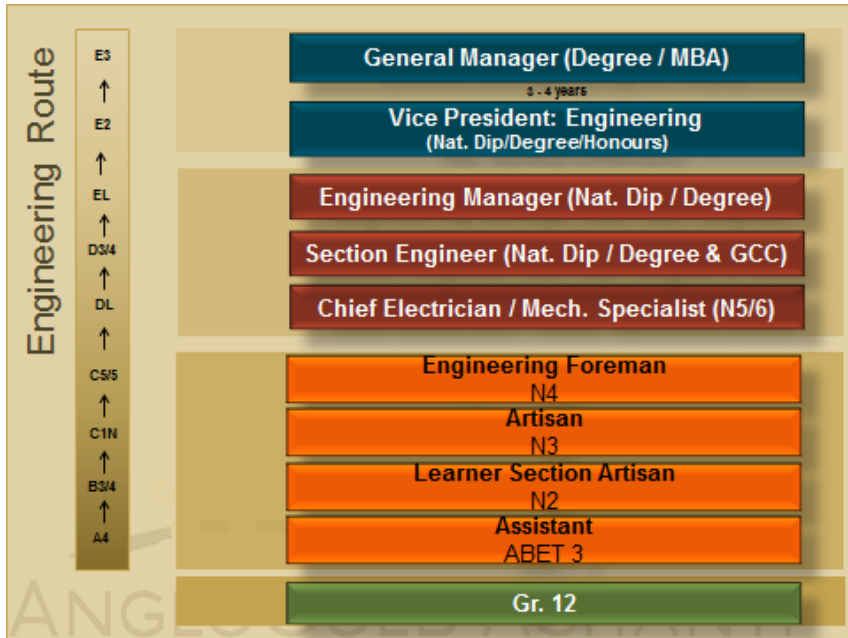 Engineering Route
E3
E2
EL
D3/4
DL
C5/5
C1N
B3/4
A4
General Manager (Degree / MBA)
3 - 4 years
Vice President: Engineering
(Nat. Dip/Degree/Honours)
Engineering Manager (Nat. Dip / Degree)
Section Engineer (Nat. Dip / Degree & GCC)
Chief Electrician / Mech. Specialist (N5/6)
Engineering Foreman
N4
Artisan
N3
Learner Section Artisan
N2
Assistant
ABET 3
Gr. 12
ANGLOGOLD ASHANTI